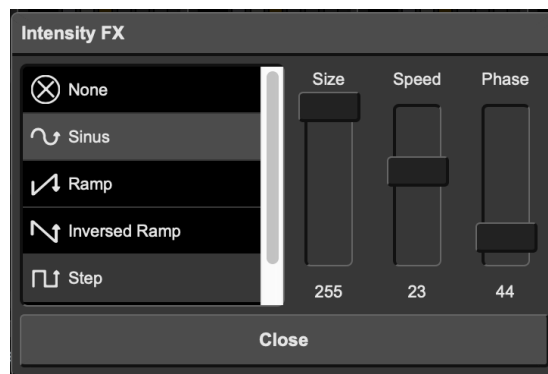 Intensity FX
None
Sinus
Ramp
Inversed Ramp
Step
Size Speed Phase
255 23 44
Close